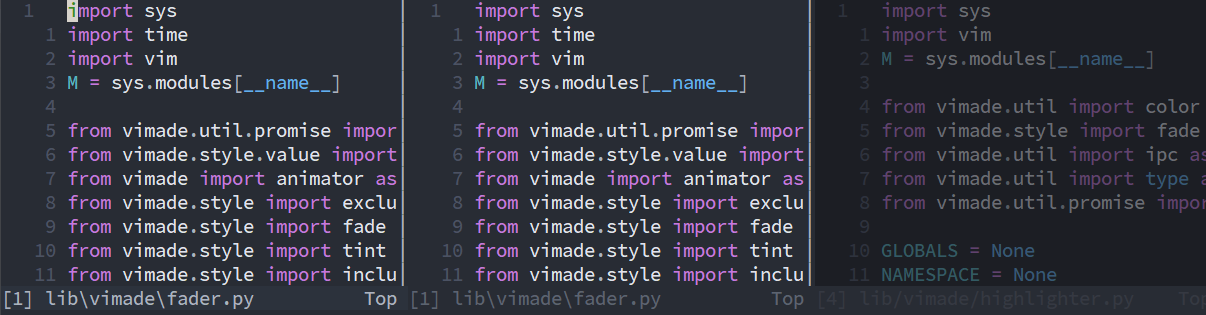 1 import sys
1 import time
2 import vim
3 M = sys.modules[__name__]
4
5 from vimade.util.promise impor
6 from vimade.style.value import
7 from vimade import animator as
8 from vimade.style import exclu
9 from vimade.style import fade
10 from vimade.style import tint
11 from vimade.style import inclu
[1] lib\vimade\fader.py Top
1 import sys
1 import time
2 import vim
3 M = sys.modules[__name__]
4
5 from vimade.util.promise impor
6 from vimade.style.value import
7 from vimade import animator as
8 from vimade.style import exclu
9 from vimade.style import fade
10 from vimade.style import tint
11 from vimade.style import inclu
[1] lib\vimade\fader.py Top
1 import sys
1 import vim
2 M = sys.modules[__name__]
3
4 from vimade.util import color
5 from vimade.style import fade
6 from vimade.util import ipc as
7 from vimade.util import type a
8 from vimade.util.promise impor
9
10 GLOBALS = None
11 NAMESPACE = None
[4] lib/vimade/highlighter.py Top